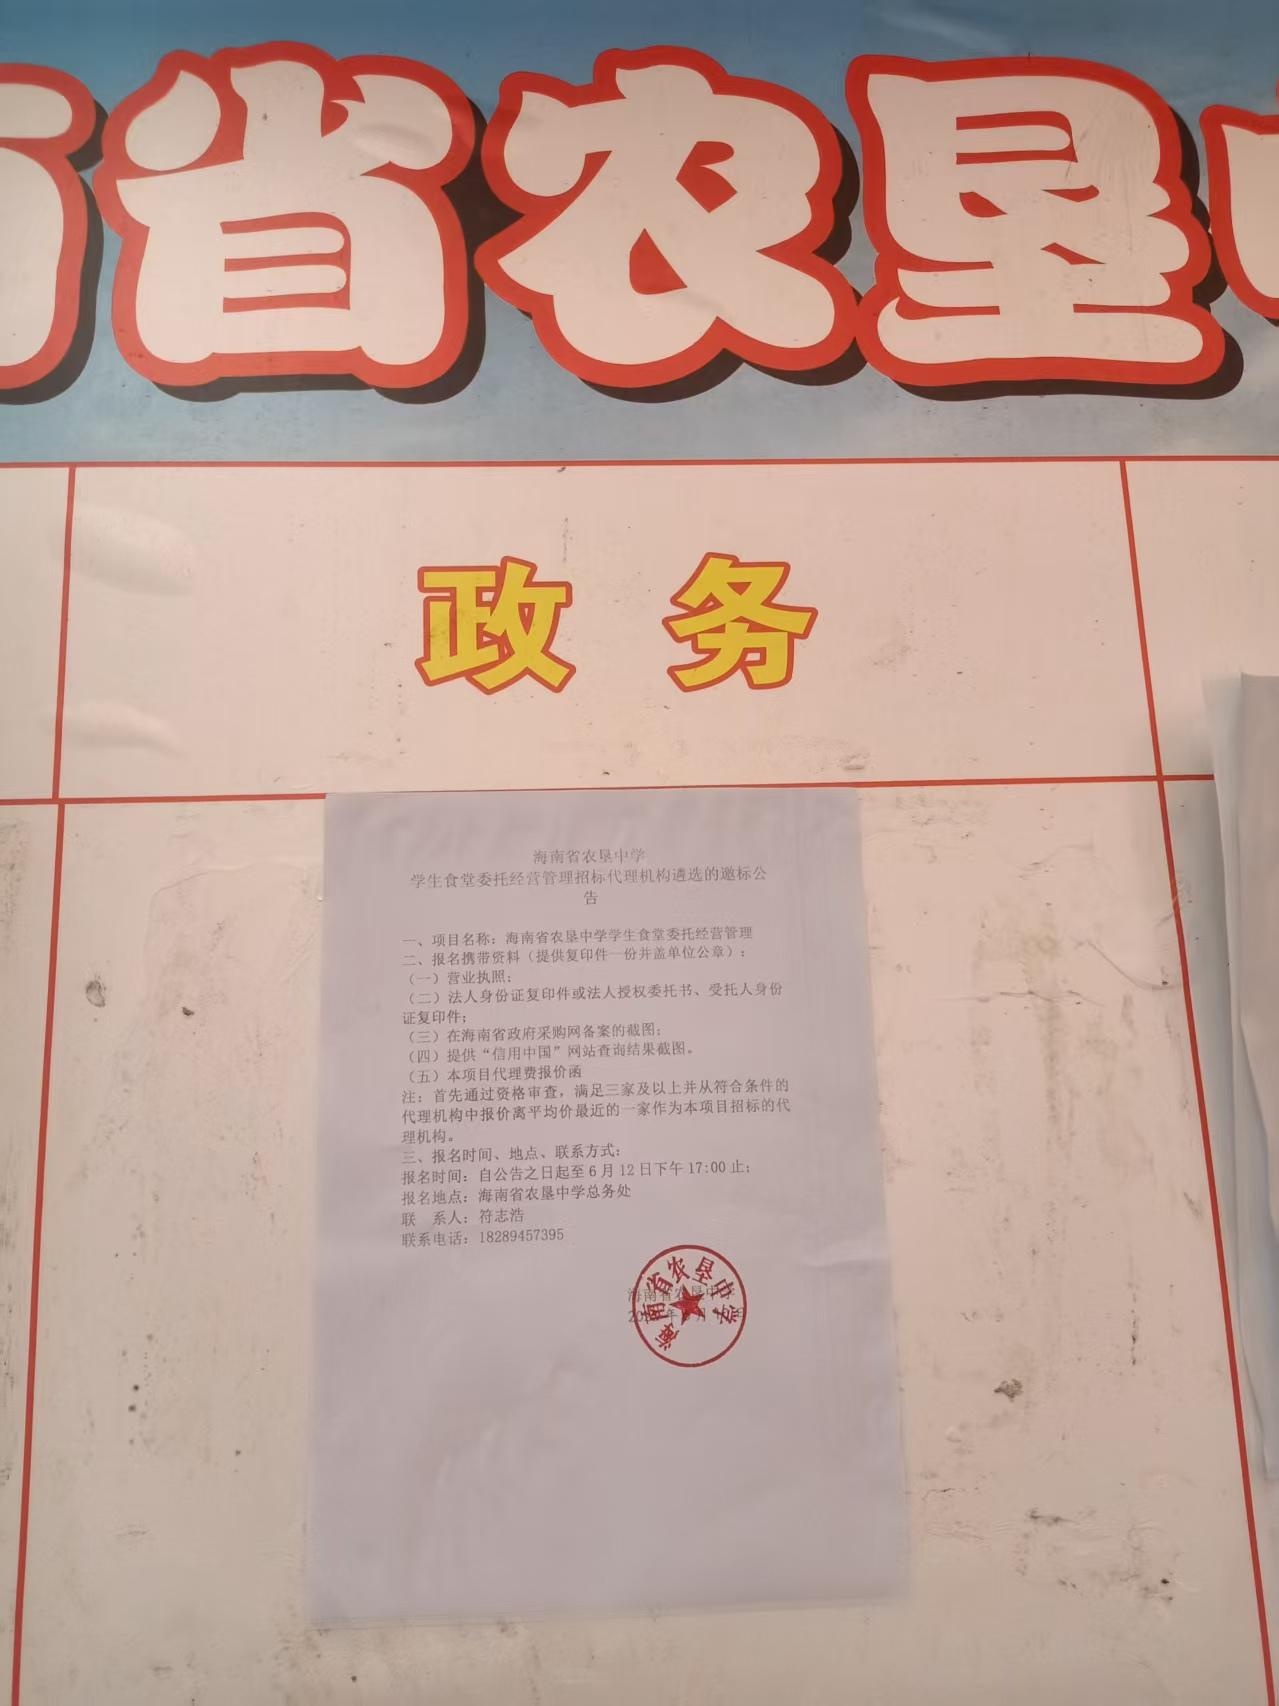 省农垦
政务
海南省农垦中学
学生食堂委托经营管理招标代理机构遴选的邀标公
告
一、项目名称：海南省农垦中学学生食堂委托经营管理
二、报名携带资料（提供复印件一份并盖单位公章）：
（一）营业执照；
（二）法人身份证复印件或法人授权委托书、受托人身份
证复印件；
（三）在海南省政府采购网备案的截图；
（四）提供“信用中国”网站查询结果截图。
（五）本项目代理费报价函
注：首先通过资格审查，满足三家及以上并从符合条件的
代理机构中报价离平均价最近的一家作为本项目招标的代
理机构。
三、报名时间、地点、联系方式：
报名时间：自公告之日起至6月12日下午17:00止；
报名地点：海南省农垦中学总务处
联 系人：符志浩
联系电话：18289457395
海南省农垦中学
海南省农垦中学